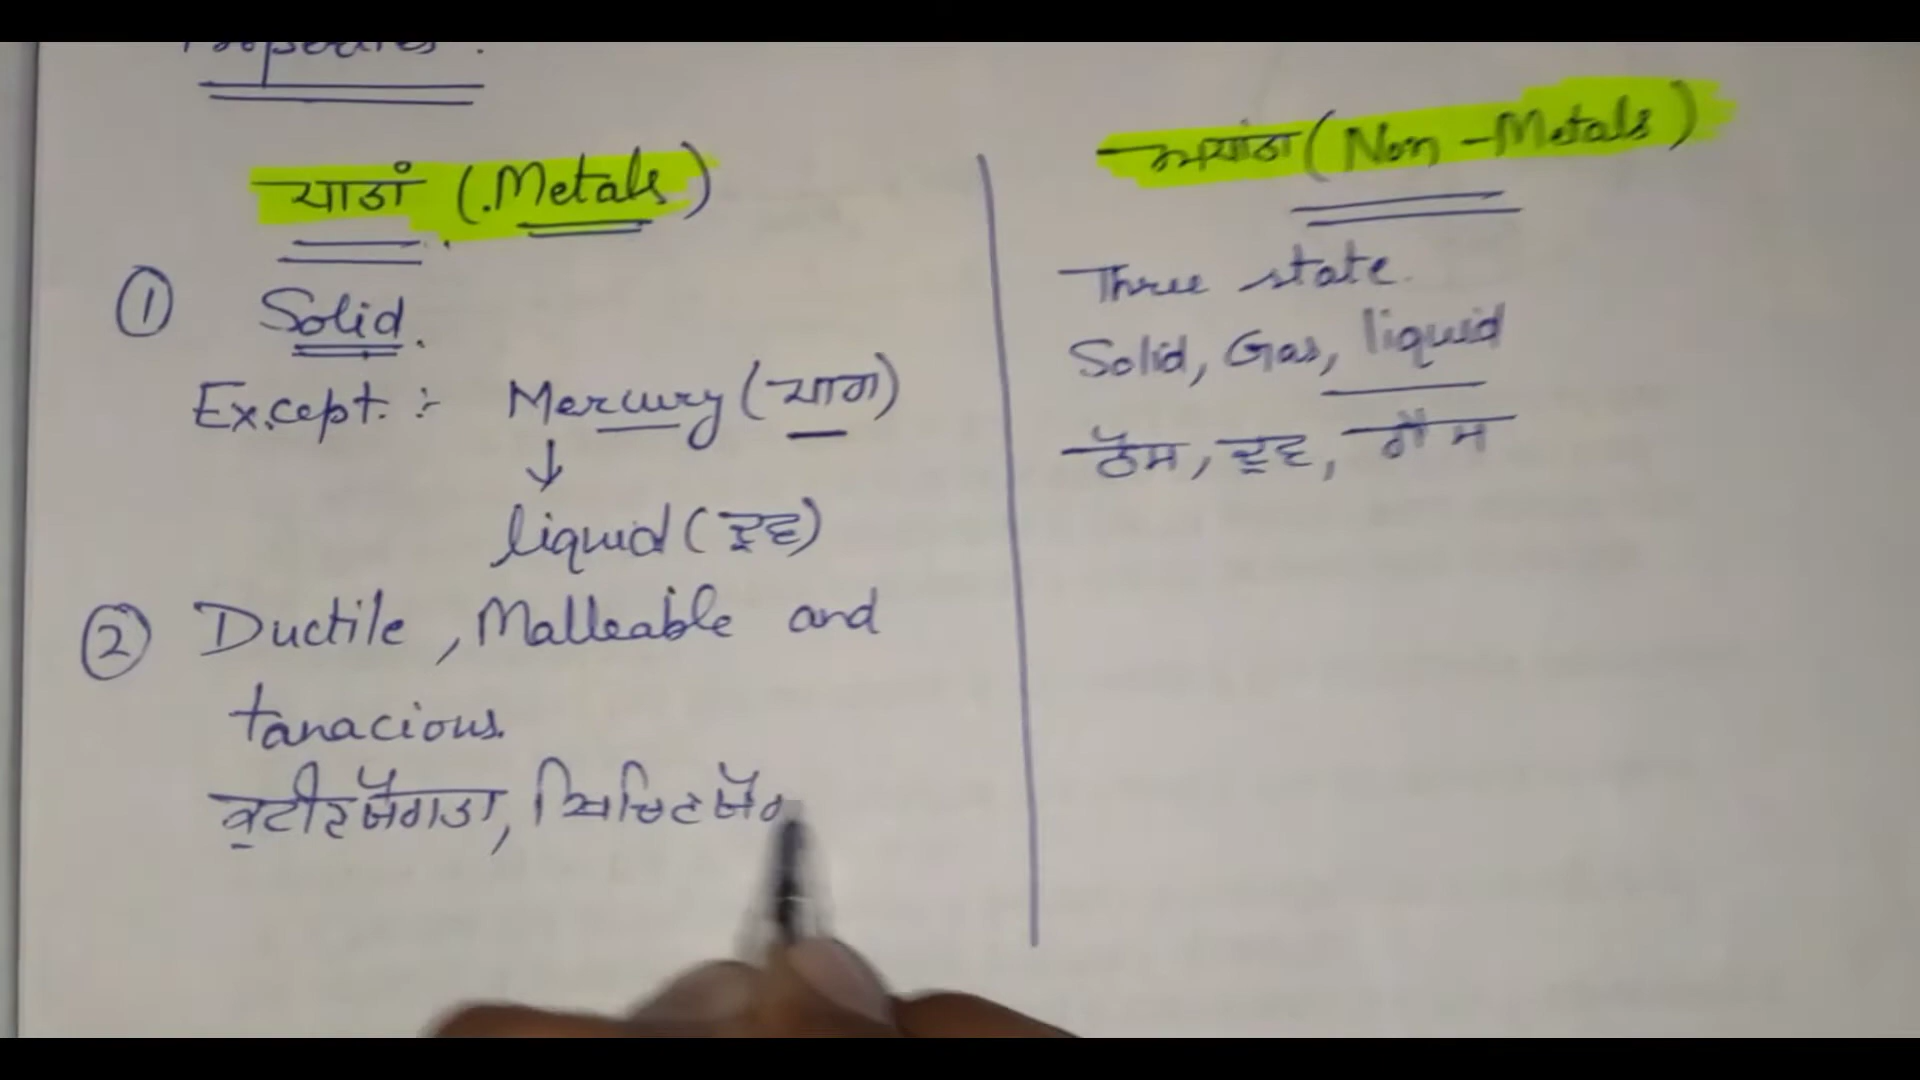 Properties.
ਧਾਤਾਂ (Metals)
① Solid.
Except :- Mercury (ਪਾਰਾ)
↓
liquid (ਦ੍ਰਵ)
② Ductile, Malleable and
tanacious.
ਕੁਟੀਣਯੋਗਤਾ, ਖਿਚਿਣਯੋਗ
ਅਧਾਤਾਂ (Non-Metals)
Three state.
Solid, Gas, liquid
ਠੋਸ, ਦ੍ਰਵ, ਗੈਸ